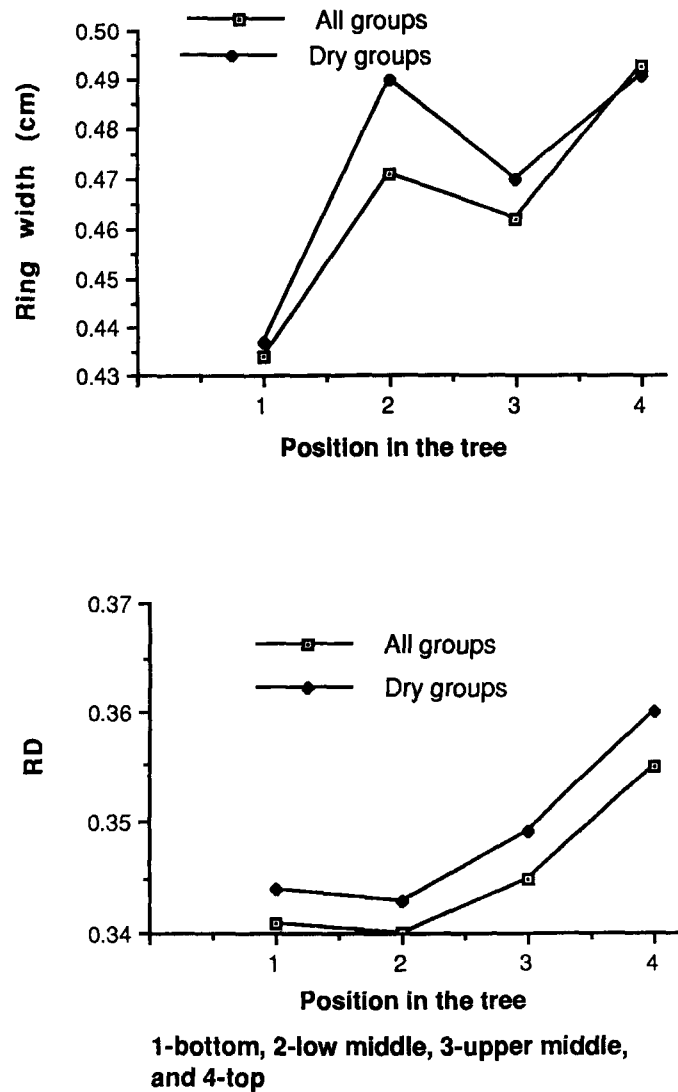 All groups
Dry groups
0.50
0.49
0.48
0.47
0.46
0.45
0.44
0.43
Ring width (cm)
1 2 3 4
Position in the tree
All groups
Dry groups
0.37
0.36
0.35
0.34
RD
1 2 3 4
Position in the tree
1-bottom, 2-low middle, 3-upper middle,
and 4-top